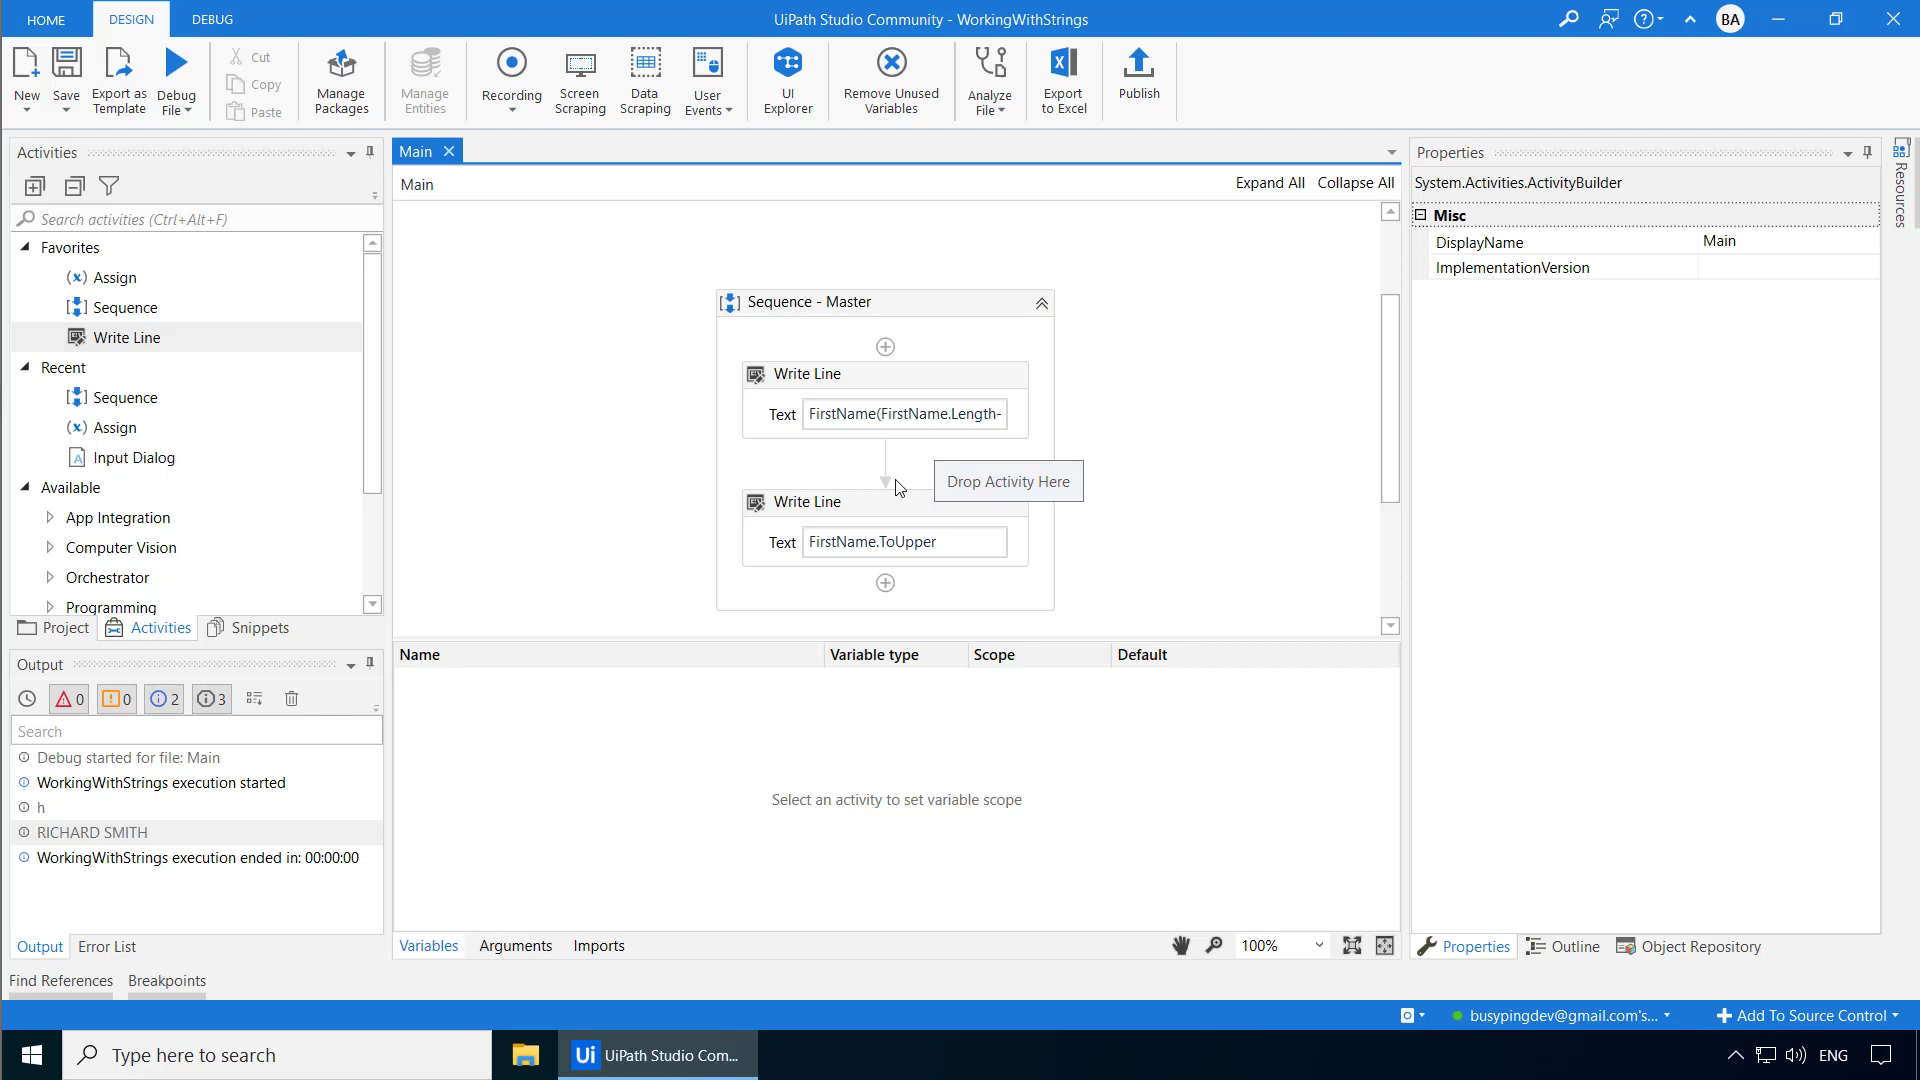 HOME
DESIGN
DEBUG
UiPath Studio Community - WorkingWithStrings
BA
New
Save
Export as Template
Debug File
Cut
Copy
Paste
Manage Packages
Manage Entities
Recording
Screen Scraping
Data Scraping
User Events
UI Explorer
Remove Unused Variables
Analyze File
Export to Excel
Publish
Activities
Search activities (Ctrl+Alt+F)
Favorites
Assign
Sequence
Write Line
Recent
Sequence
Assign
Input Dialog
Available
App Integration
Computer Vision
Orchestrator
Programming
Project
Activities
Snippets
Output
0
0
2
3
Search
Debug started for file: Main
WorkingWithStrings execution started
h
RICHARD SMITH
WorkingWithStrings execution ended in: 00:00:00
Output
Error List
Find References
Breakpoints
Main
Main
Expand All
Collapse All
Sequence - Master
Write Line
Text
FirstName(FirstName.Length-
Drop Activity Here
Write Line
Text
FirstName.ToUpper
Name
Variable type
Scope
Default
Select an activity to set variable scope
Variables
Arguments
Imports
100%
Properties
System.Activities.ActivityBuilder
Misc
DisplayName
Main
ImplementationVersion
Properties
Outline
Object Repository
Resources
busypingdev@gmail.com's...
Add To Source Control
Type here to search
Ui
UiPath Studio Com...
ENG